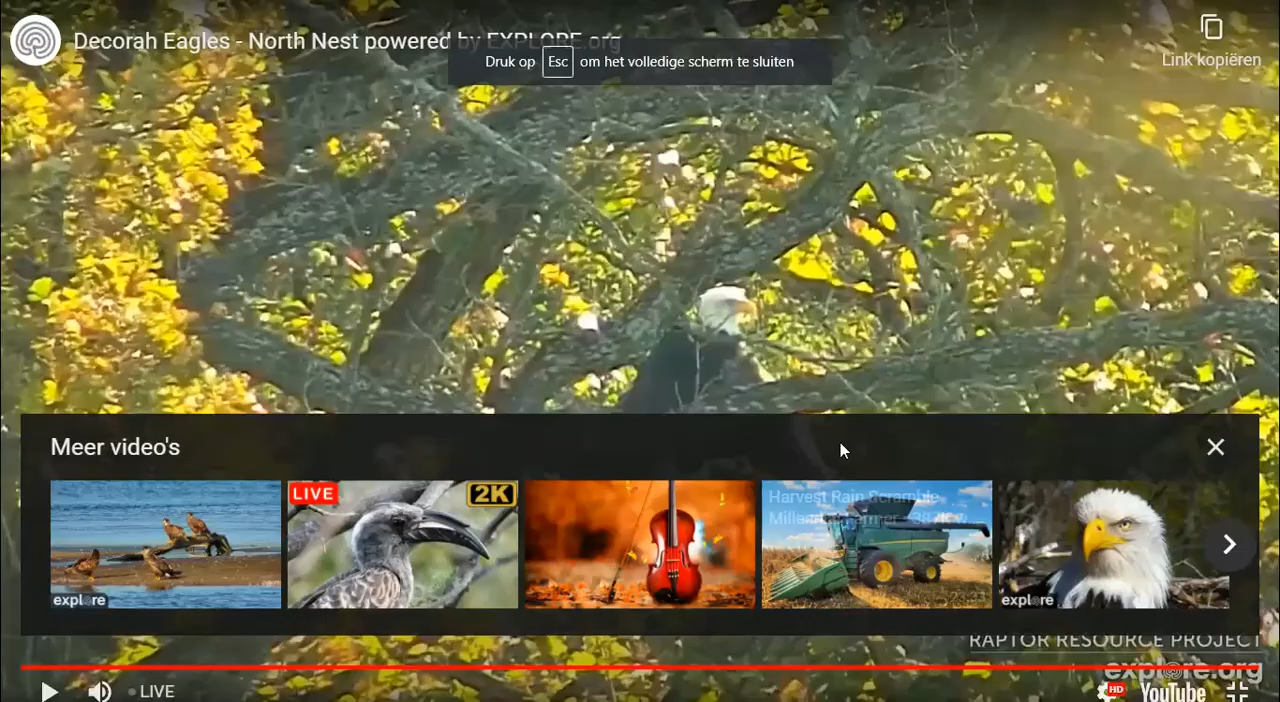 Decorah Eagles - North Nest powered by EXPLORE.org
Druk op Esc om het volledige scherm te sluiten
Link kopiëren
Meer video's
LIVE
2K
Harvest Rain Scramble
explore
explore
RAPTOR RESOURCE PROJECT
explore.org
LIVE
HD
YouTube